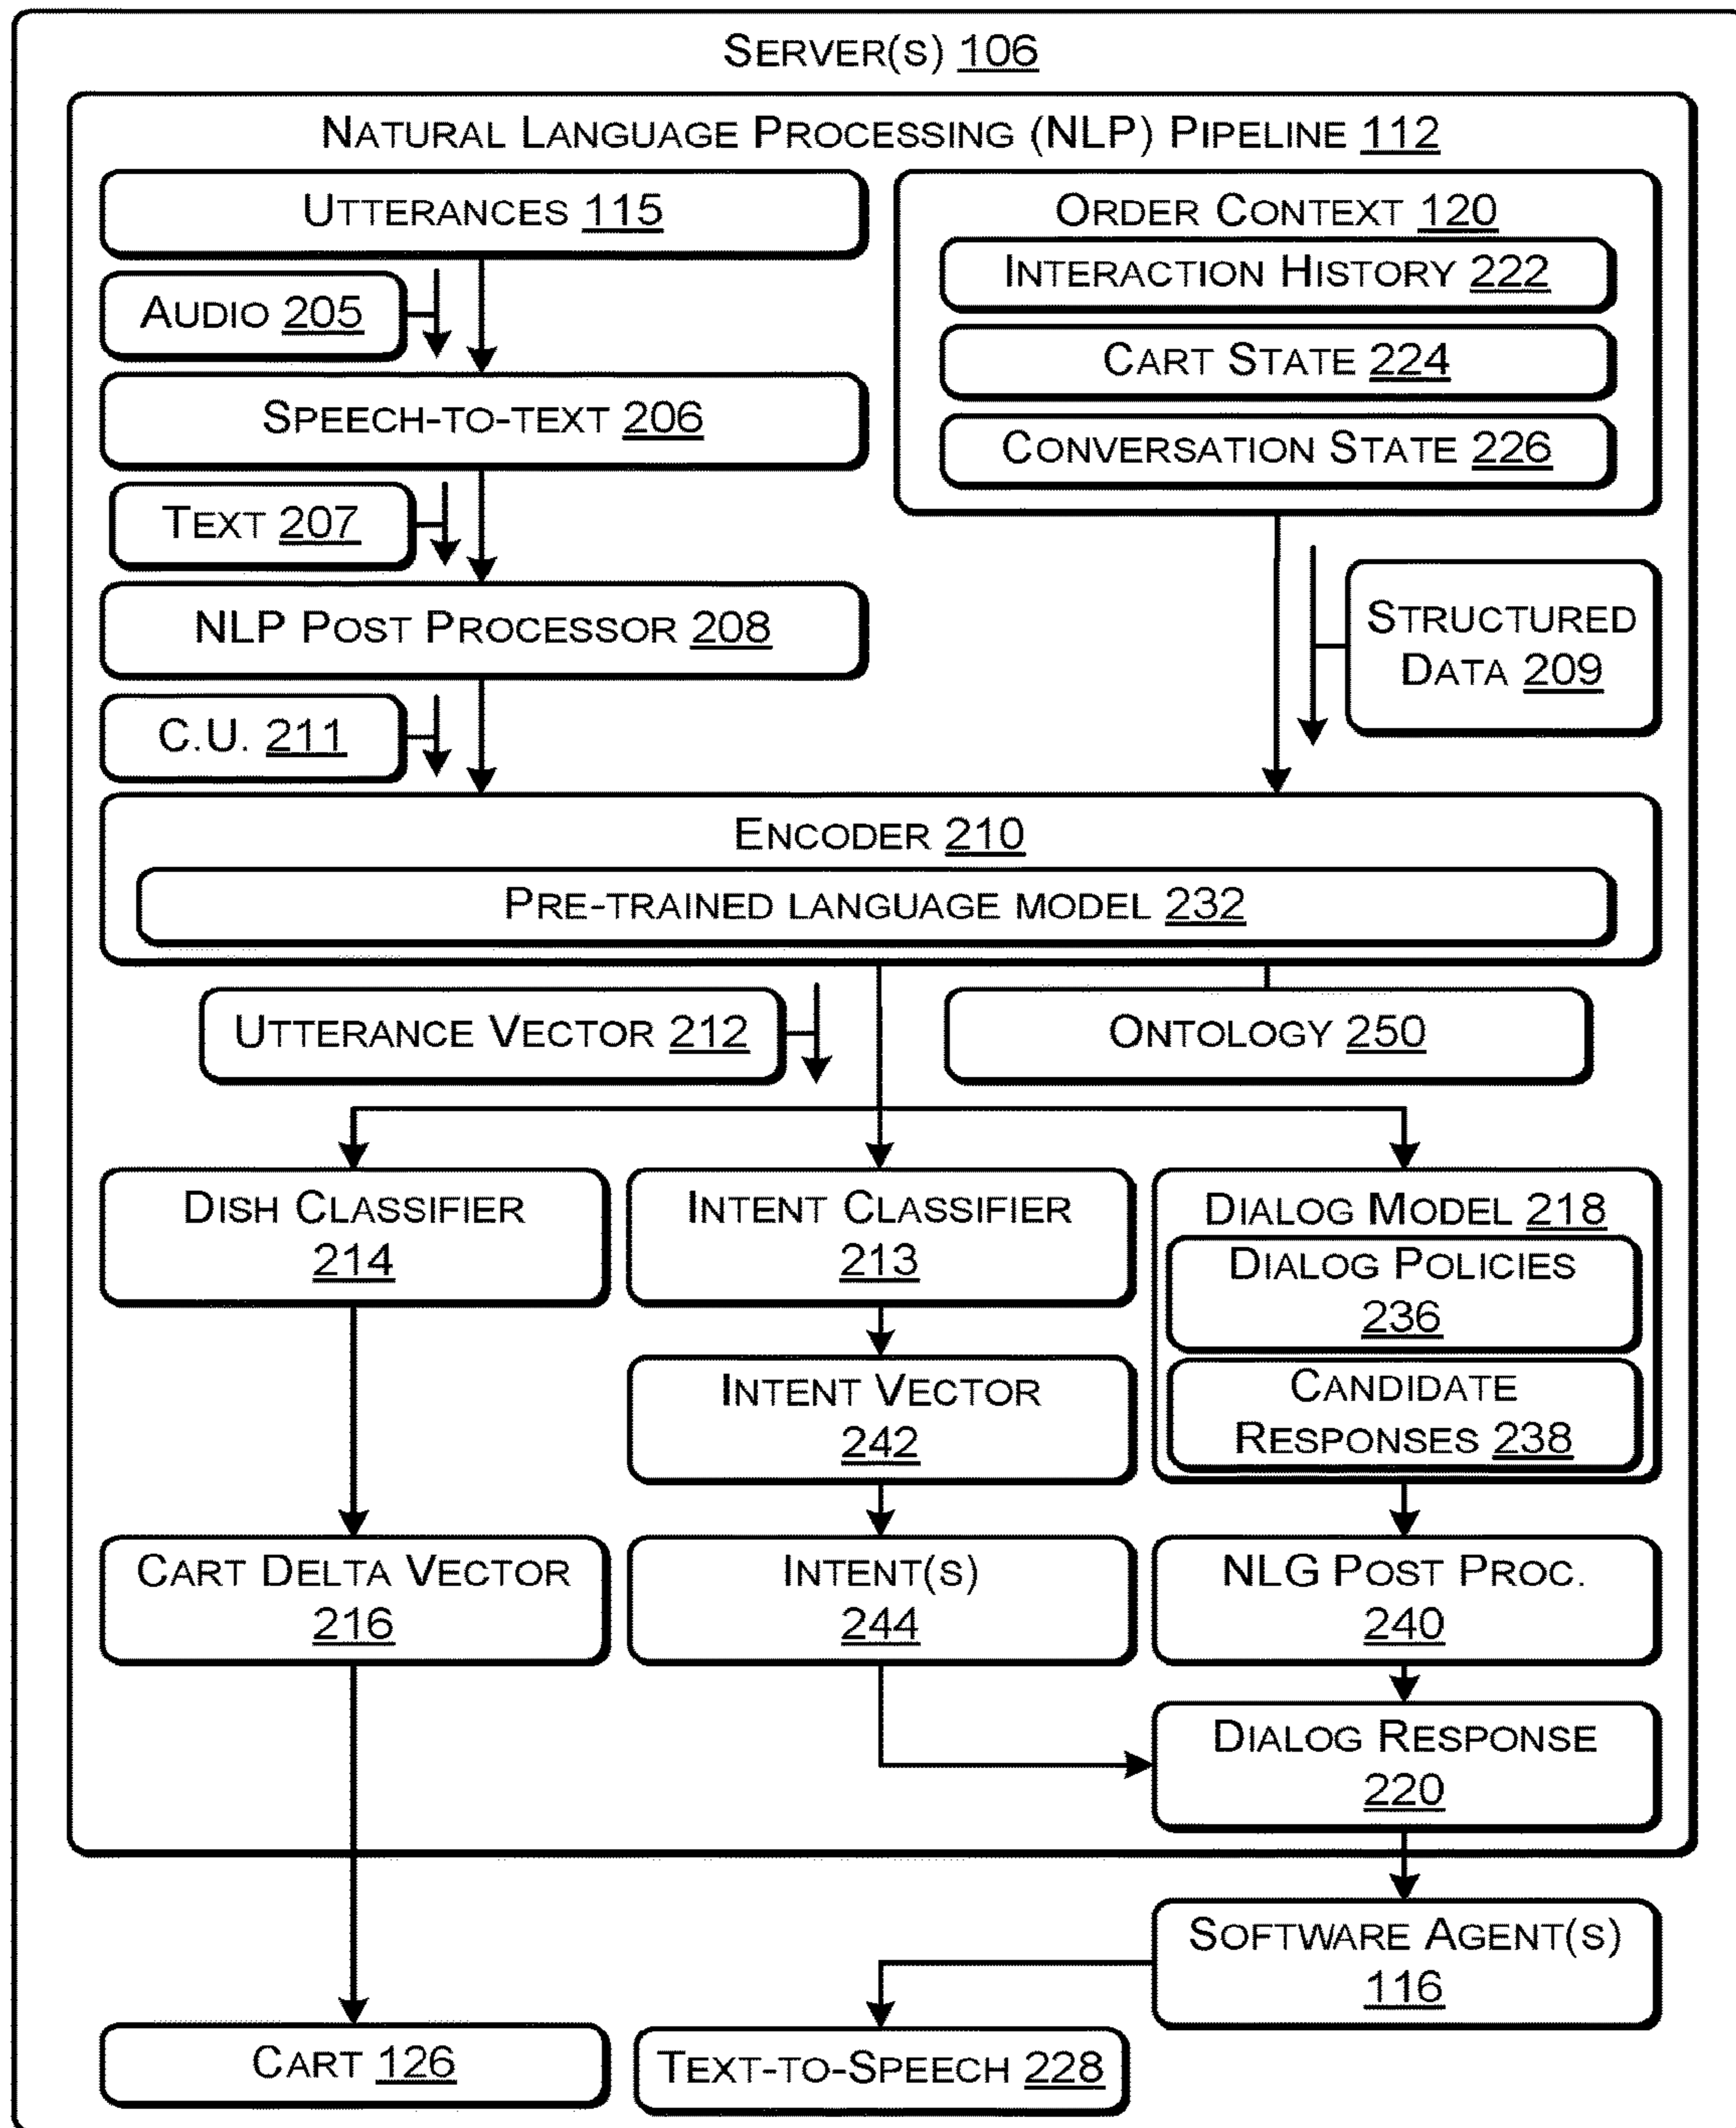 SERVER(S) 106
NATURAL LANGUAGE PROCESSING (NLP) PIPELINE 112
UTTERANCES 115
AUDIO 205
SPEECH-TO-TEXT 206
TEXT 207
NLP POST PROCESSOR 208
C.U. 211
ORDER CONTEXT 120
INTERACTION HISTORY 222
CART STATE 224
CONVERSATION STATE 226
STRUCTURED
DATA 209
ENCODER 210
PRE-TRAINED LANGUAGE MODEL 232
UTTERANCE VECTOR 212
ONTOLOGY 250
DISH CLASSIFIER
214
INTENT CLASSIFIER
213
DIALOG MODEL 218
DIALOG POLICIES
236
CANDIDATE
RESPONSES 238
INTENT VECTOR
242
CART DELTA VECTOR
216
INTENT(S)
244
NLG POST PROC.
240
DIALOG RESPONSE
220
SOFTWARE AGENT(S)
116
CART 126
TEXT-TO-SPEECH 228